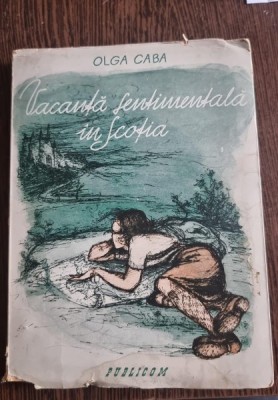 OLGA CABA
Vacanță sentimentală
în Scoția
PUBLICOM